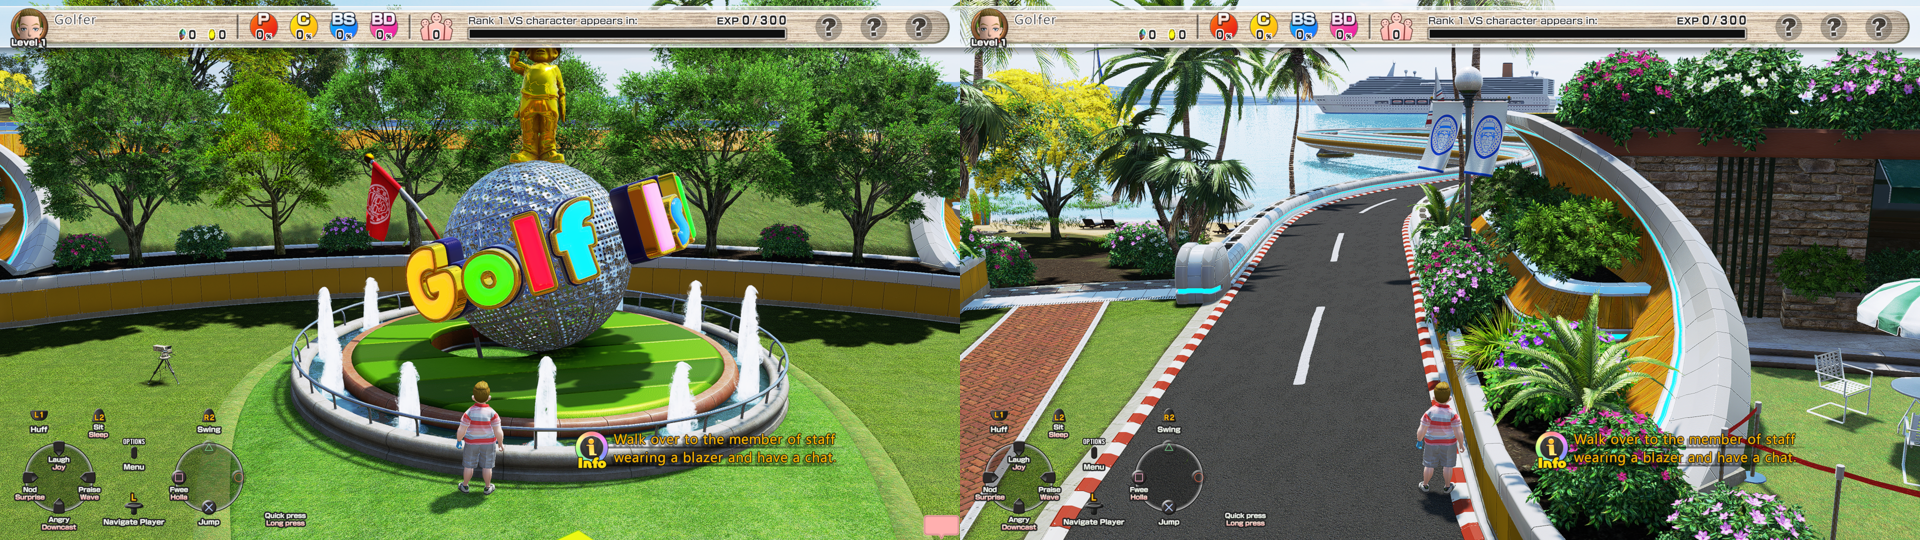 Golfer
Level 1
0
0
P
0%
C
0%
BS
0%
BD
0%
0
Rank 1 VS character appears in:
EXP 0/300
?
?
?
Golf
L1
Huff
L2
Sit
Sleep
OPTIONS
Menu
R2
Swing
Laugh
Joy
Nod
Surprise
Praise
Wave
Angry
Downcast
L
Navigate Player
Fwee
Holla
Jump
Quick press
Long press
Info
Walk over to the member of staff
wearing a blazer and have a chat.
Golfer
Level 1
0
0
P
0%
C
0%
BS
0%
BD
0%
0
Rank 1 VS character appears in:
EXP 0/300
?
?
?
L1
Huff
L2
Sit
Sleep
OPTIONS
Menu
R2
Swing
Laugh
Joy
Nod
Surprise
Praise
Wave
Angry
Downcast
L
Navigate Player
Fwee
Holla
Jump
Quick press
Long press
Info
Walk over to the member of staff
wearing a blazer and have a chat.